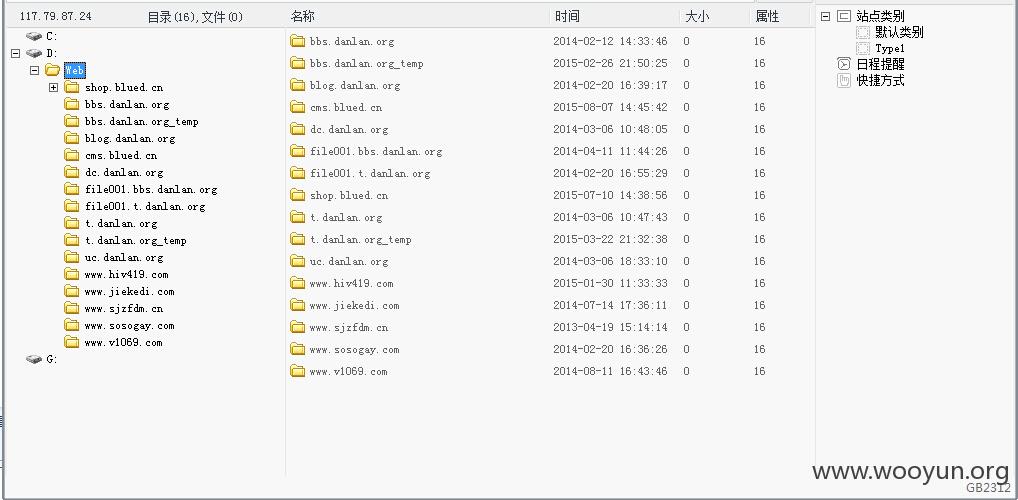 117.79.87.24 目录(16),文件(0)
C:
D:
Web
shop.blued.cn
bbs.danlan.org
bbs.danlan.org_temp
blog.danlan.org
cms.blued.cn
dc.danlan.org
file001.bbs.danlan.org
file001.t.danlan.org
t.danlan.org
t.danlan.org_temp
uc.danlan.org
www.hiv419.com
www.jiekedi.com
www.sjzfdm.cn
www.sosogay.com
www.v1069.com
G:
名称 时间 大小 属性
bbs.danlan.org 2014-02-12 14:33:46 0 16
bbs.danlan.org_temp 2015-02-26 21:50:25 0 16
blog.danlan.org 2014-02-20 16:39:17 0 16
cms.blued.cn 2015-08-07 14:45:42 0 16
dc.danlan.org 2014-03-06 10:48:05 0 16
file001.bbs.danlan.org 2014-04-11 11:44:26 0 16
file001.t.danlan.org 2014-02-20 16:55:29 0 16
shop.blued.cn 2015-07-10 14:38:56 0 16
t.danlan.org 2014-03-06 10:47:43 0 16
t.danlan.org_temp 2015-03-22 21:32:38 0 16
uc.danlan.org 2014-03-06 18:33:10 0 16
www.hiv419.com 2015-01-30 11:33:33 0 16
www.jiekedi.com 2014-07-14 17:36:11 0 16
www.sjzfdm.cn 2013-04-19 15:14:14 0 16
www.sosogay.com 2014-02-20 16:36:26 0 16
www.v1069.com 2014-08-11 16:43:46 0 16
站点类别
默认类别
Type1
日程提醒
快捷方式
www.wooyun.org
GB2312